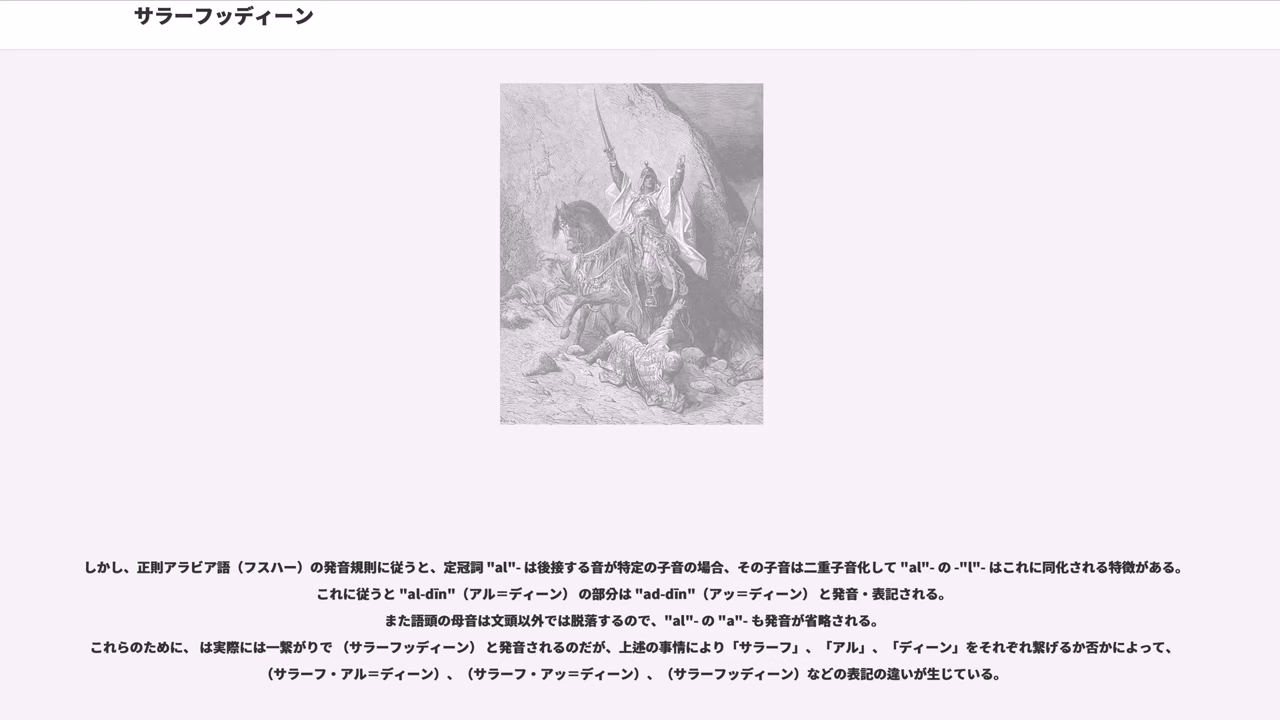 サラーフッディーン
しかし、正則アラビア語（フスハー）の発音規則に従うと、定冠詞 "al"- は後接する音が特定の子音の場合、その子音は二重子音化して "al"- の -"l"- はこれに同化される特徴がある。
これに従うと "al-dīn"（アル＝ディーン） の部分は "ad-dīn"（アッ＝ディーン） と発音・表記される。
また語頭の母音は文頭以外では脱落するので、"al"- の "a"- も発音が省略される。
これらのために、 は実際には一繋がりで （サラーフッディーン） と発音されるのだが、上述の事情により「サラーフ」、「アル」、「ディーン」をそれぞれ繋げるか否かによって、
（サラーフ・アル＝ディーン）、（サラーフ・アッ＝ディーン）、（サラーフッディーン）などの表記の違いが生じている。